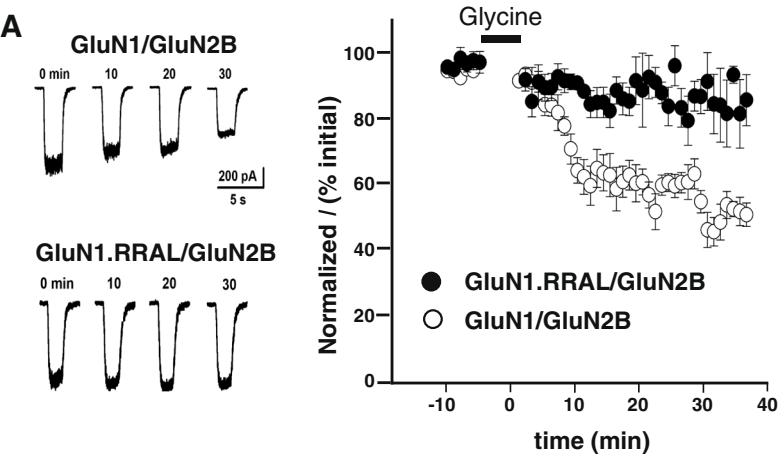 A
GluN1/GluN2B
0 min 10 20 30
200 pA
5 s
GluN1.RRAL/GluN2B
0 min 10 20 30
Glycine
Normalized I (% initial)
100
80
60
40
20
0
GluN1.RRAL/GluN2B
GluN1/GluN2B
-10 0 10 20 30 40
time (min)